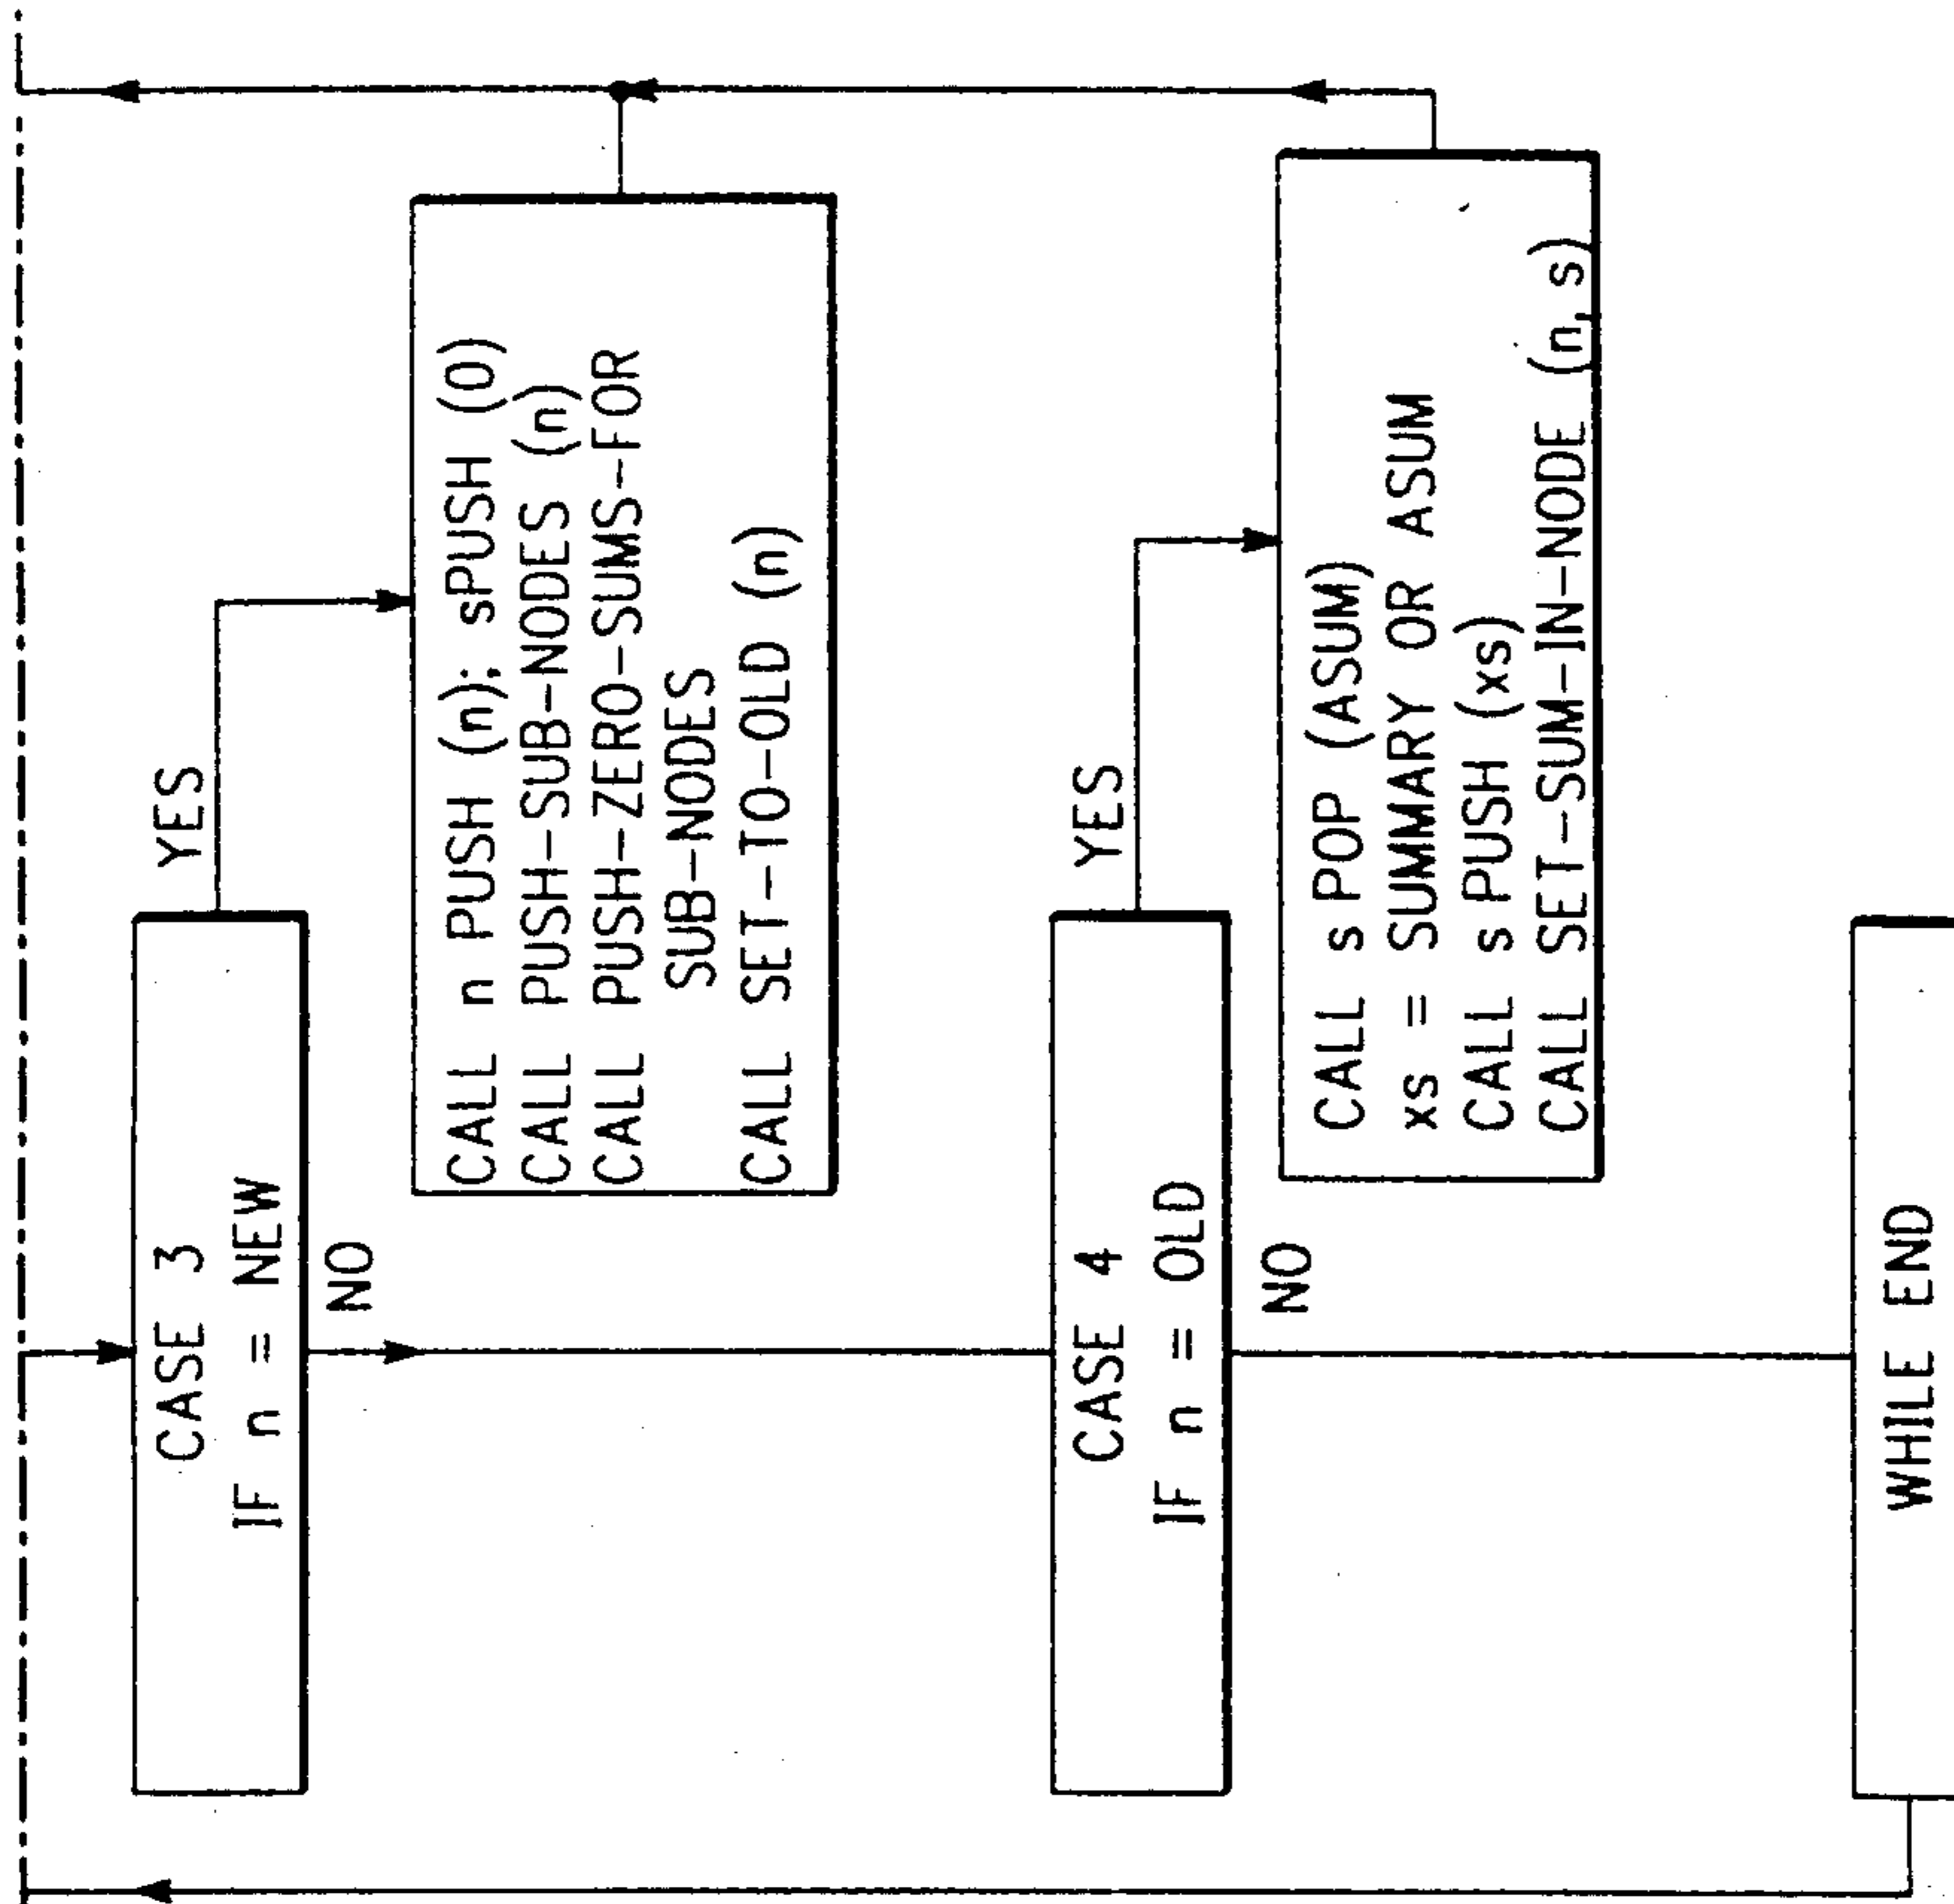 CASE 3
IF n = NEW
YES
NO
CALL n PUSH (n); sPUSH (0)
CALL PUSH-SUB-NODES (n)
CALL PUSH-ZERO-SUMS-FOR
SUB-NODES
CALL SET-TO-OLD (n)
CASE 4
IF n = OLD
YES
NO
CALL s POP (ASUM)
xs = SUMMARY OR ASUM
CALL s PUSH (xs)
CALL SET-SUM-IN-NODE (n,s)
WHILE END